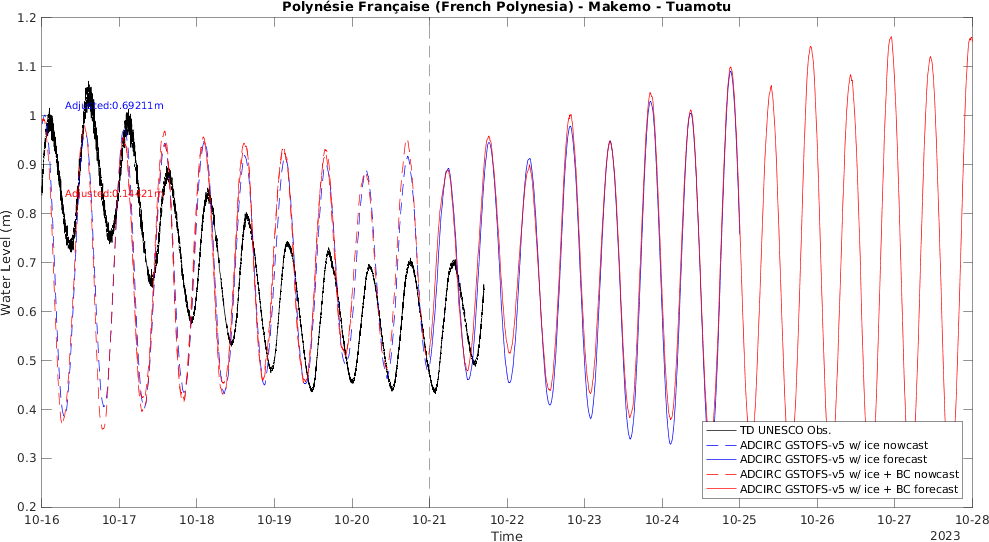 Polynésie Française (French Polynesia) - Makemo - Tuamotu
1.2
1.1
1
0.9
0.8
0.7
0.6
0.5
0.4
0.3
0.2
Water Level (m)
Adjusted:0.69211m
Adjusted:0.14421m
TD UNESCO Obs.
ADCIRC GSTOFS-v5 w/ ice nowcast
ADCIRC GSTOFS-v5 w/ ice forecast
ADCIRC GSTOFS-v5 w/ ice + BC nowcast
ADCIRC GSTOFS-v5 w/ ice + BC forecast
10-16 10-17 10-18 10-19 10-20 10-21 10-22 10-23 10-24 10-25 10-26 10-27 10-28
Time
2023